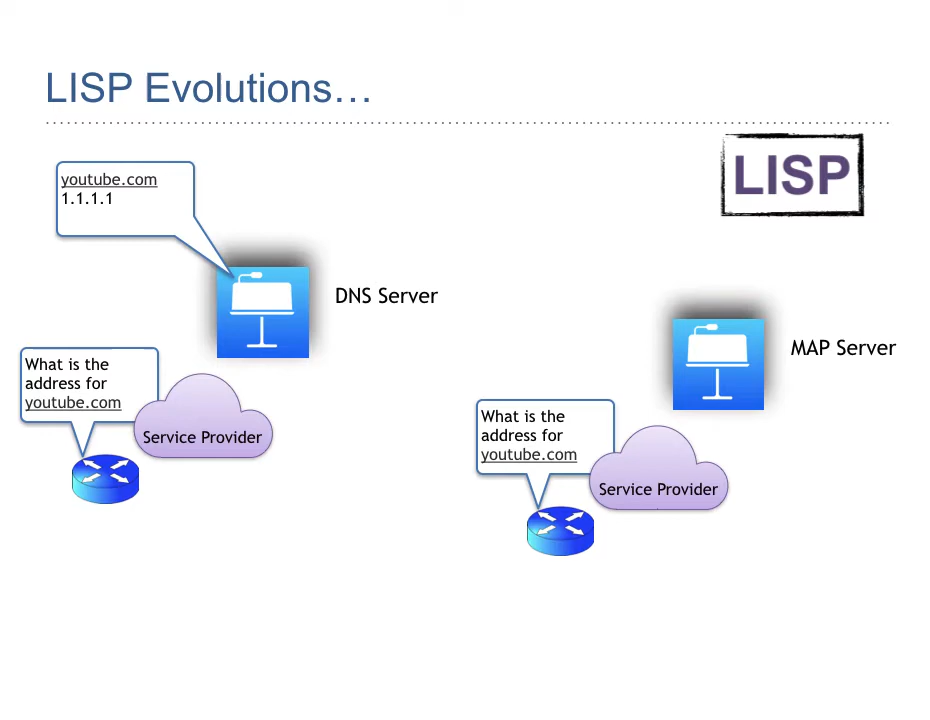 LISP Evolutions…
LISP
youtube.com
1.1.1.1
DNS Server
MAP Server
What is the
address for
youtube.com
Service Provider
What is the
address for
youtube.com
Service Provider